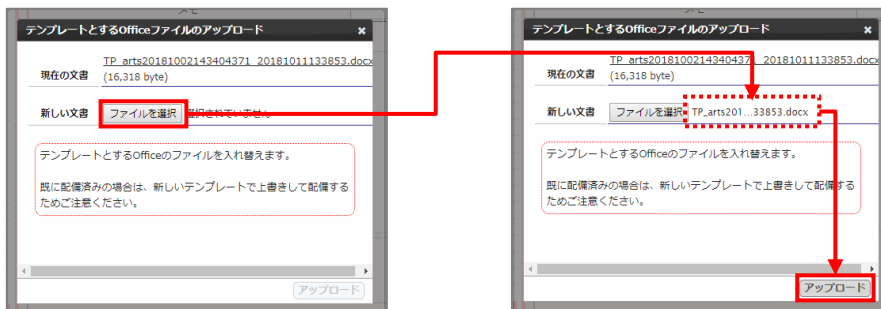 テンプレートとするOfficeファイルのアップロード ×
現在の文書
TP_arts20181002143404371_20181011133853.docx
(16,318 byte)
新しい文書 ファイルを選択 選択されていません
テンプレートとするOfficeのファイルを入れ替えます。
既に配備済みの場合は、新しいテンプレートで上書きして配備する
ためご注意ください。
アップロード
テンプレートとするOfficeファイルのアップロード ×
現在の文書
TP_arts20181002143404371_20181011133853.docx
(16,318 byte)
新しい文書 ファイルを選択 TP_arts201...33853.docx
テンプレートとするOfficeのファイルを入れ替えます。
既に配備済みの場合は、新しいテンプレートで上書きして配備する
ためご注意ください。
アップロード